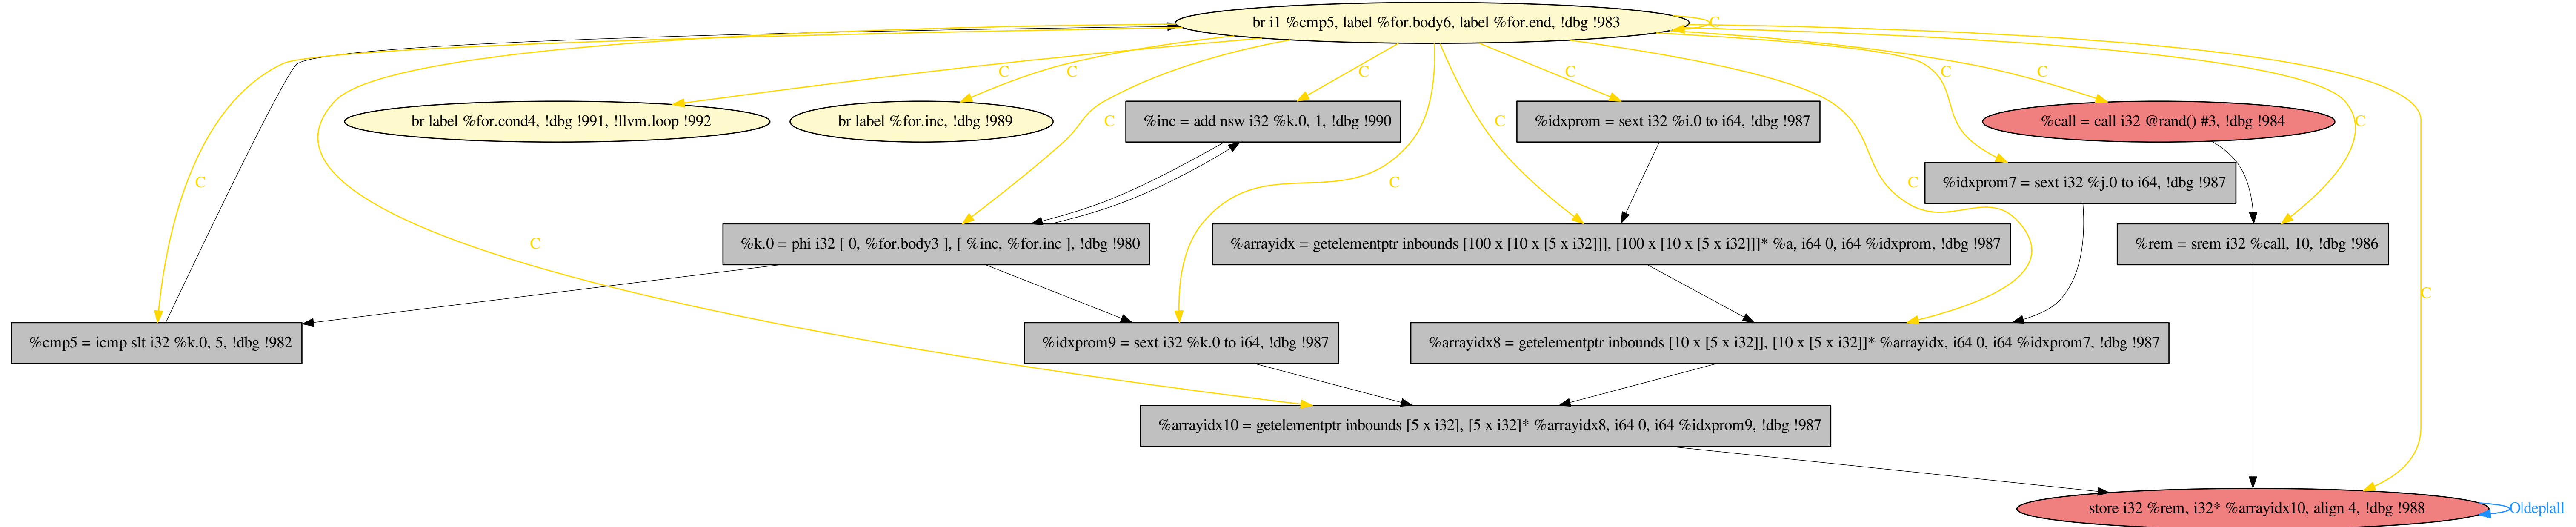 br i1 %cmp5, label %for.body6, label %for.end, !dbg !983
C
C
C
C
C
C
C
br label %for.cond4, !dbg !991, !llvm.loop !992
br label %for.inc, !dbg !989
C
%inc = add nsw i32 %k.0, 1, !dbg !990
C
%idxprom = sext i32 %i.0 to i64, !dbg !987
%call = call i32 @rand() #3, !dbg !984
C
C
C
C
%idxprom7 = sext i32 %j.0 to i64, !dbg !987
%k.0 = phi i32 [ 0, %for.body3 ], [ %inc, %for.inc ], !dbg !980
%arrayidx = getelementptr inbounds [100 x [10 x [5 x i32]]], [100 x [10 x [5 x i32]]]* %a, i64 0, i64 %idxprom, !dbg !987
%rem = srem i32 %call, 10, !dbg !986
C
C
%cmp5 = icmp slt i32 %k.0, 5, !dbg !982
%idxprom9 = sext i32 %k.0 to i64, !dbg !987
%arrayidx8 = getelementptr inbounds [10 x [5 x i32]], [10 x [5 x i32]]* %arrayidx, i64 0, i64 %idxprom7, !dbg !987
%arrayidx10 = getelementptr inbounds [5 x i32], [5 x i32]* %arrayidx8, i64 0, i64 %idxprom9, !dbg !987
store i32 %rem, i32* %arrayidx10, align 4, !dbg !988
0ldeplall